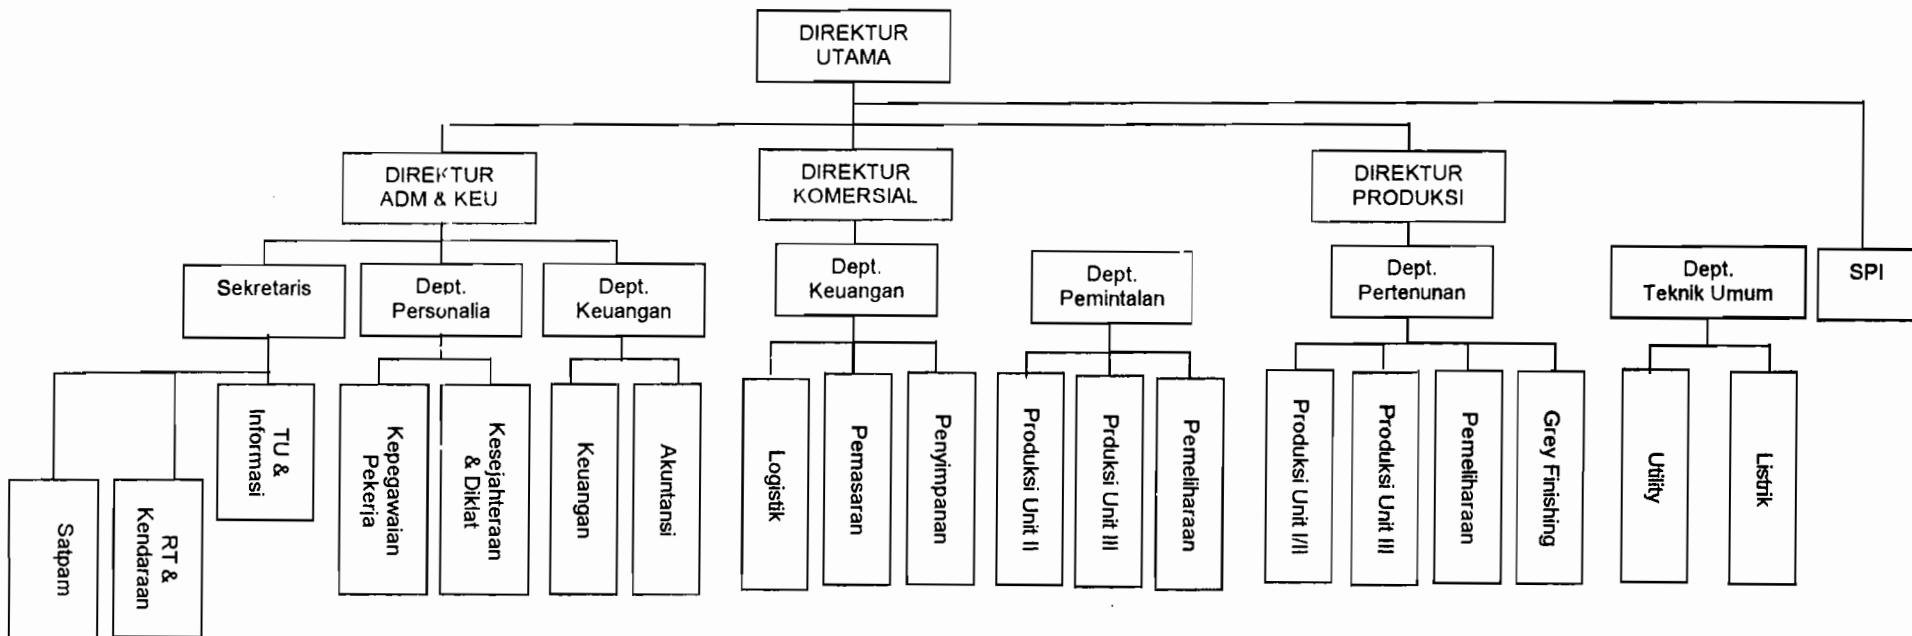 DIREKTUR
UTAMA
DIREKTUR
ADM & KEU
DIREKTUR
KOMERSIAL
DIREKTUR
PRODUKSI
Sekretaris
Dept.
Personalia
Dept.
Keuangan
Dept.
Keuangan
Dept.
Pemintalan
Dept.
Pertenunan
Dept.
Teknik Umum
SPI
Satpam
RT &
Kendaraan
TU &
Informasi
Kepegawaian
Pekerja
Kesejahteraan
& Diklat
Keuangan
Akuntansi
Logistik
Pemasaran
Penyimpanan
Produksi Unit II
Prduksi Unit III
Pemeliharaan
Produksi Unit I/II
Produksi Unit III
Pemeliharaan
Grey Finishing
Utility
Listrik